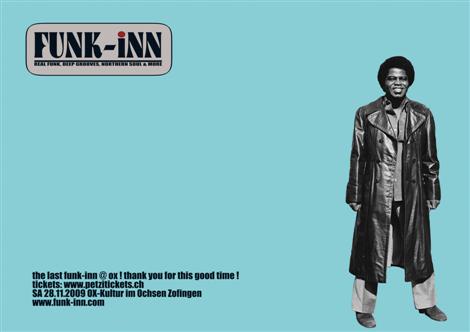 FUNK-iNN
REAL FUNK, DEEP GROOVES, NORTHERN SOUL & MORE
the last funk-inn @ ox ! thank you for this good time !
tickets: www.petzitickets.ch
SA 28.11.2009 OX-Kultur im Ochsen Zofingen
www.funk-inn.com